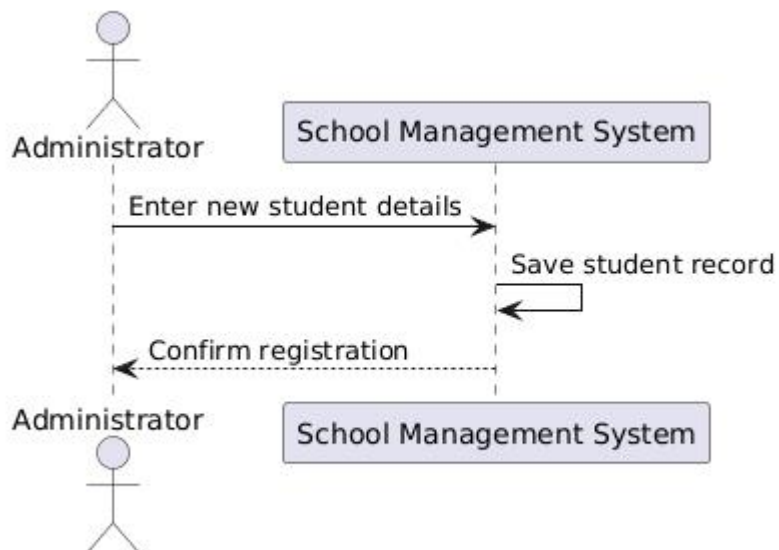 Administrator
School Management System
Enter new student details
Save student record
Confirm registration
Administrator
School Management System